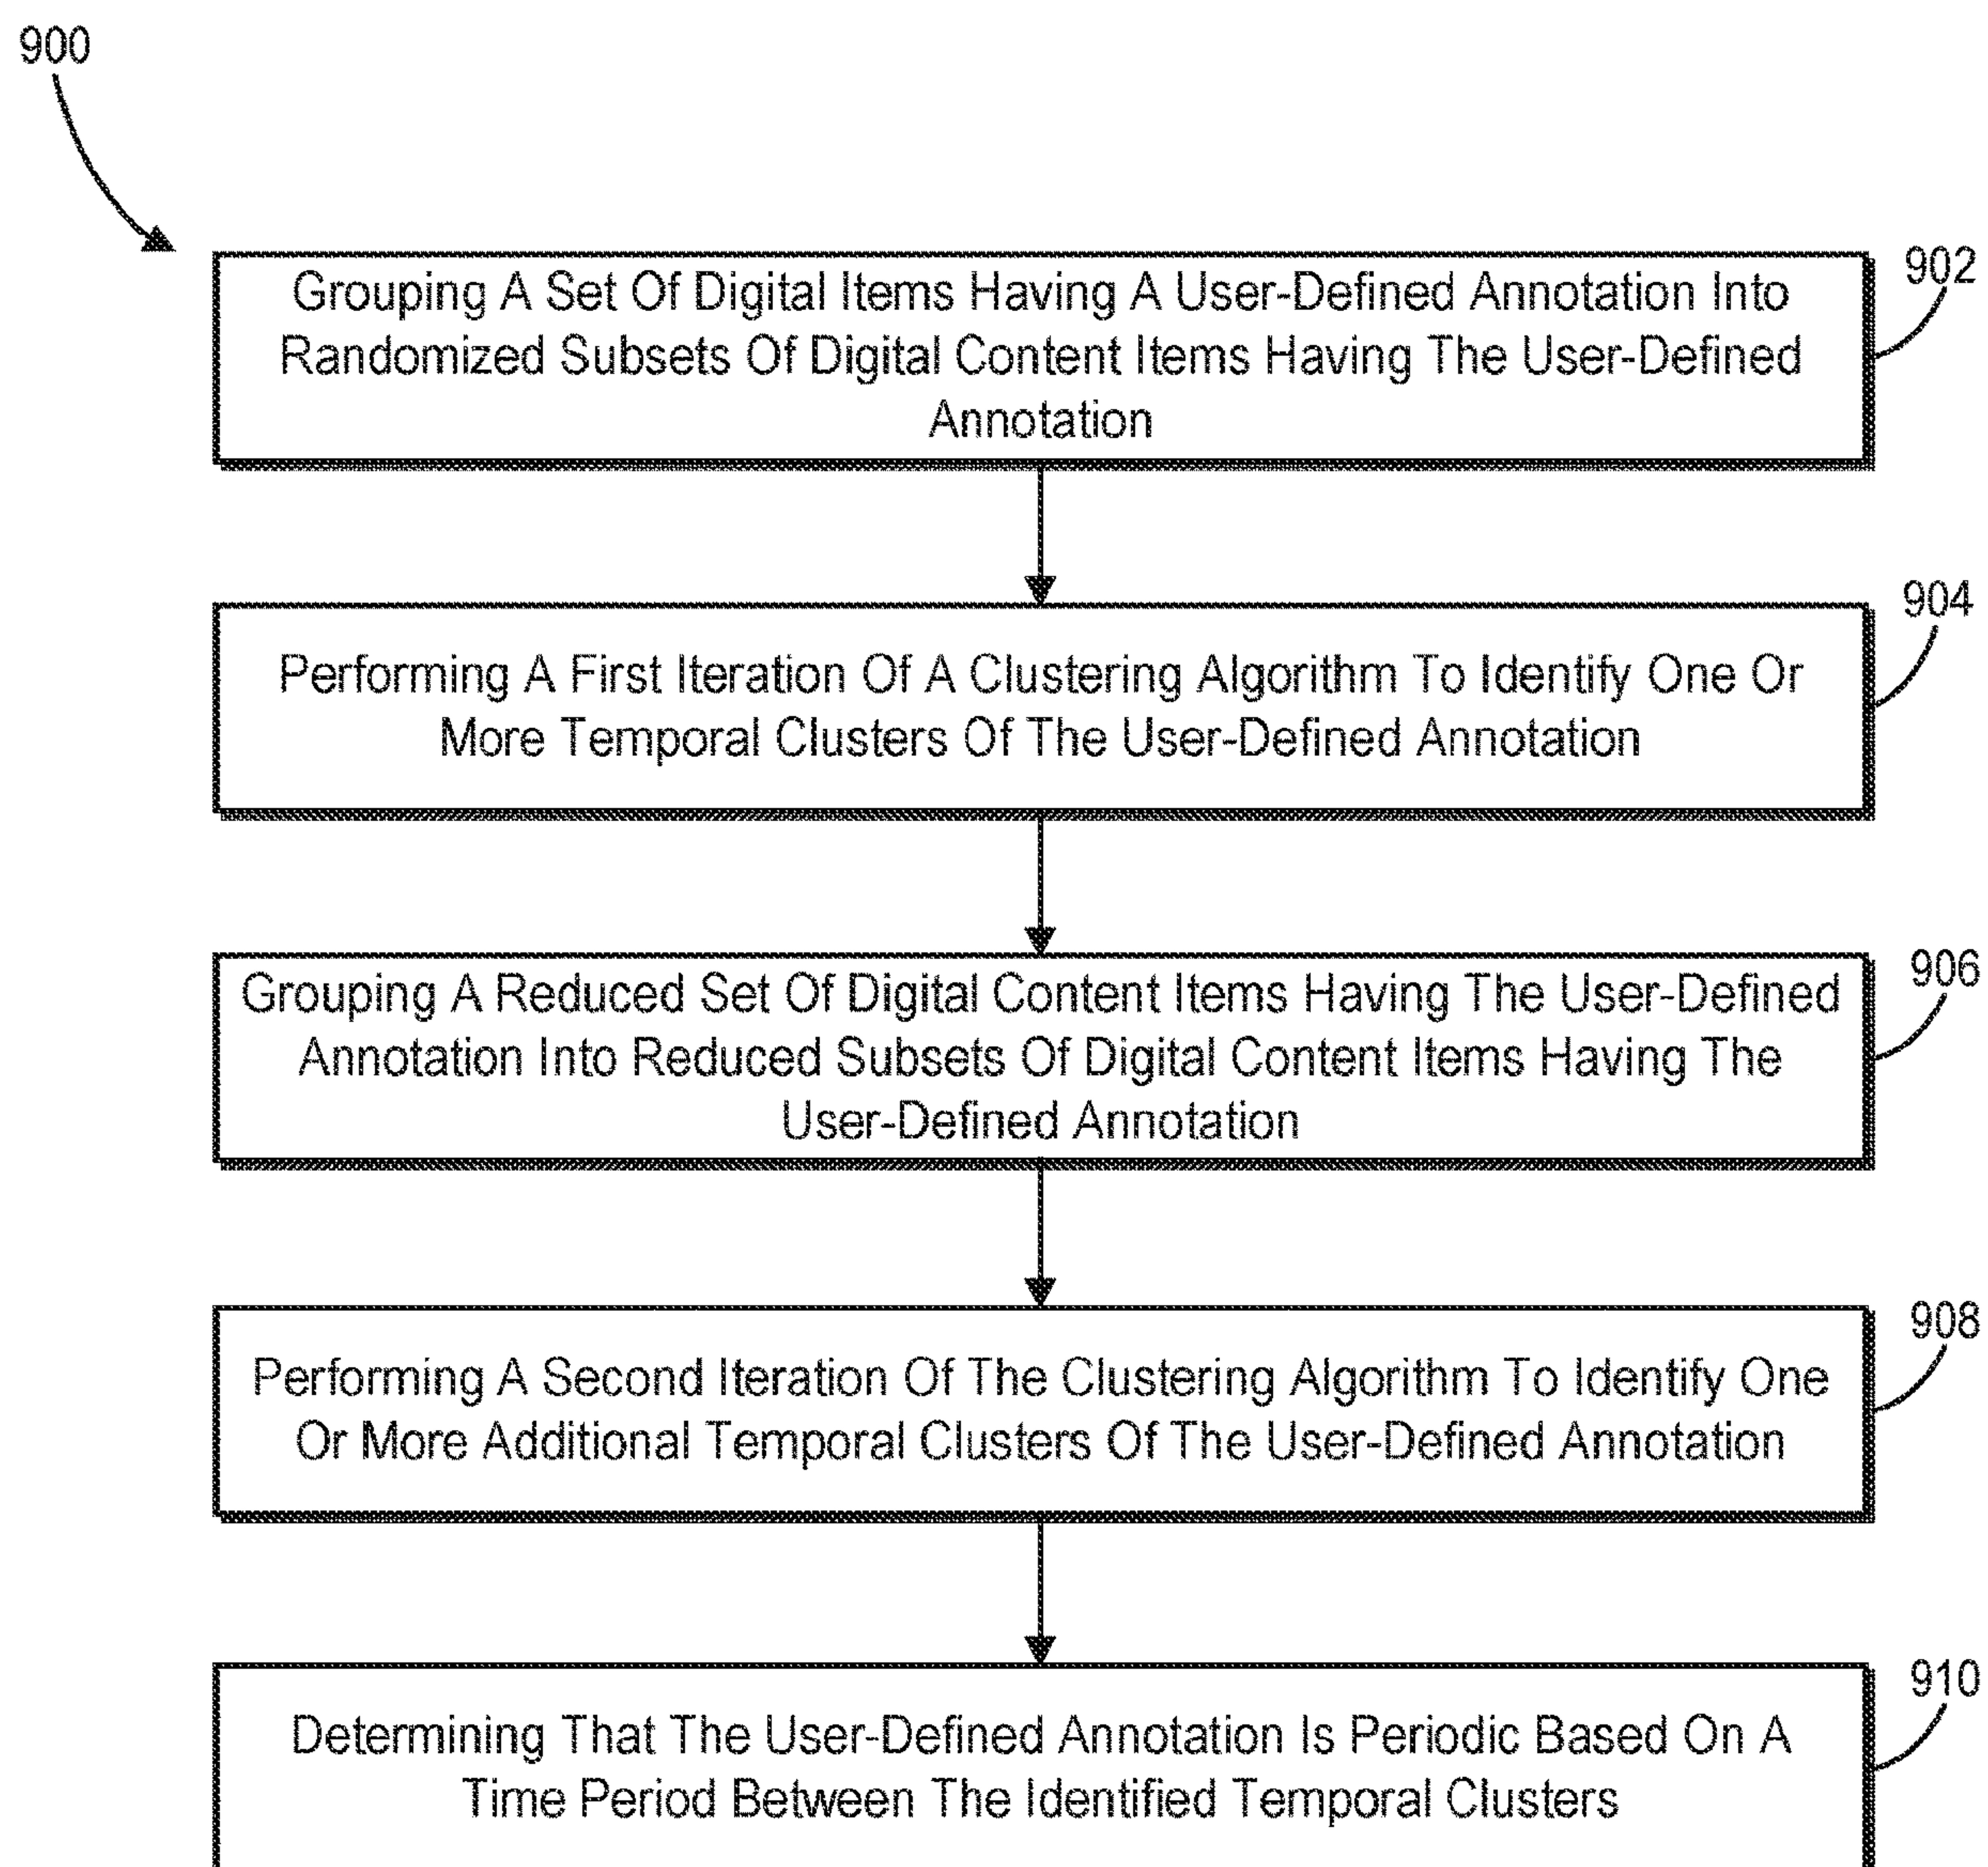 900
902
Grouping A Set Of Digital Items Having A User-Defined Annotation Into
Randomized Subsets Of Digital Content Items Having The User-Defined
Annotation
904
Performing A First Iteration Of A Clustering Algorithm To Identify One Or
More Temporal Clusters Of The User-Defined Annotation
906
Grouping A Reduced Set Of Digital Content Items Having The User-Defined
Annotation Into Reduced Subsets Of Digital Content Items Having The
User-Defined Annotation
908
Performing A Second Iteration Of The Clustering Algorithm To Identify One
Or More Additional Temporal Clusters Of The User-Defined Annotation
910
Determining That The User-Defined Annotation Is Periodic Based On A
Time Period Between The Identified Temporal Clusters